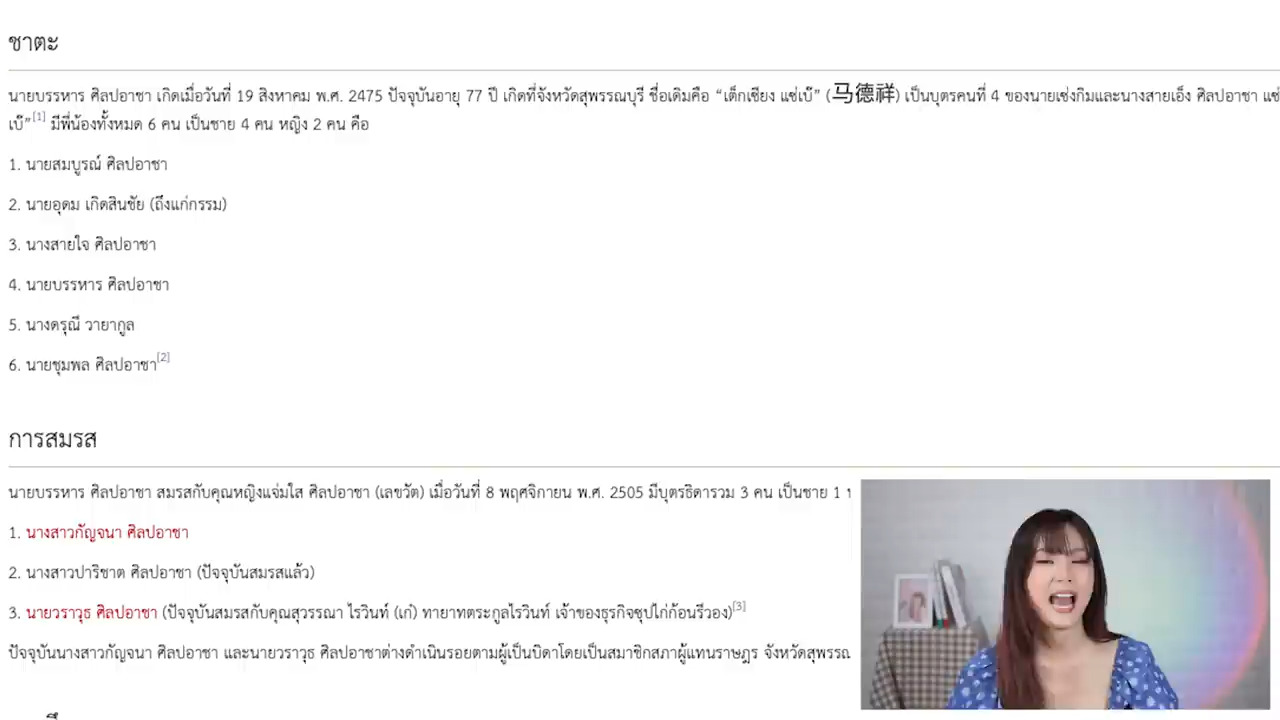 ชาตะ
นายบรรหาร ศิลปอาชา เกิดเมื่อวันที่ 19 สิงหาคม พ.ศ. 2475 ปัจจุบันอายุ 77 ปี เกิดที่จังหวัดสุพรรณบุรี ชื่อเดิมคือ “เต็กเซียง แซ่เบ๊” (马德祥) เป็นบุตรคนที่ 4 ของนายเซ่งกิมและนางสายเอ็ง ศิลปอาชา แซ่
เบ๊”[1] มีพี่น้องทั้งหมด 6 คน เป็นชาย 4 คน หญิง 2 คน คือ
1. นายสมบูรณ์ ศิลปอาชา
2. นายอุดม เกิดสินชัย (ถึงแก่กรรม)
3. นางสายใจ ศิลปอาชา
4. นายบรรหาร ศิลปอาชา
5. นางดรุณี วายากูล
6. นายชุมพล ศิลปอาชา[2]
การสมรส
นายบรรหาร ศิลปอาชา สมรสกับคุณหญิงแจ่มใส ศิลปอาชา (เลขวัต) เมื่อวันที่ 8 พฤศจิกายน พ.ศ. 2505 มีบุตรธิดารวม 3 คน เป็นชาย 1
1. นางสาวกัญจนา ศิลปอาชา
2. นางสาวปาริชาต ศิลปอาชา (ปัจจุบันสมรสแล้ว)
3. นายวราวุธ ศิลปอาชา (ปัจจุบันสมรสกับคุณสุวรรณา ไรวินท์ (เก๋) ทายาทตระกูลไรวินท์ เจ้าของธุรกิจซุปไก่ก้อนรีวอง)[3]
ปัจจุบันนางสาวกัญจนา ศิลปอาชา และนายวราวุธ ศิลปอาชาต่างดำเนินรอยตามผู้เป็นบิดาโดยเป็นสมาชิกสภาผู้แทนราษฎร จังหวัดสุพรรณ